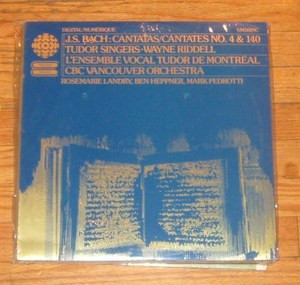 DIGITAL/NUMÉRIQUE
J.S. BACH: CANTATAS/CANTATES NO. 4 & 140
TUDOR SINGERS-WAYNE RIDDELL
L'ENSEMBLE VOCAL TUDOR DE MONTRÉAL
CBC VANCOUVER ORCHESTRA
ROSEMARIE LANDRY, BEN HEPPNER, MARK PEDROTTI